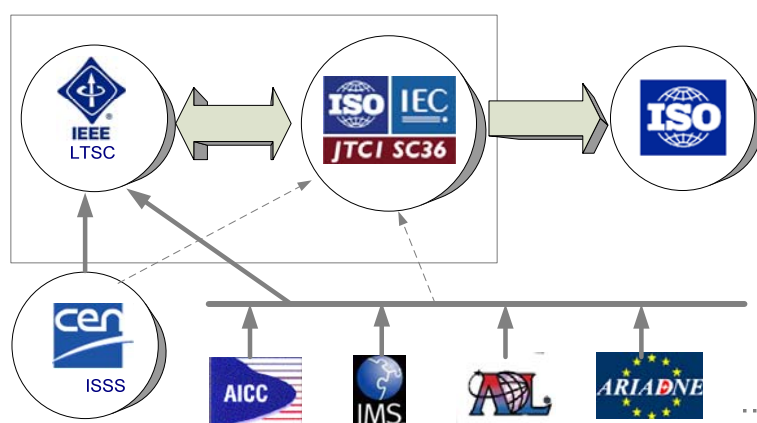 IEEE
LTSC
ISO IEC
JTC1 SC36
ISO
cen
ISSS
AICC
IMS
ADL
ARIADNE
...